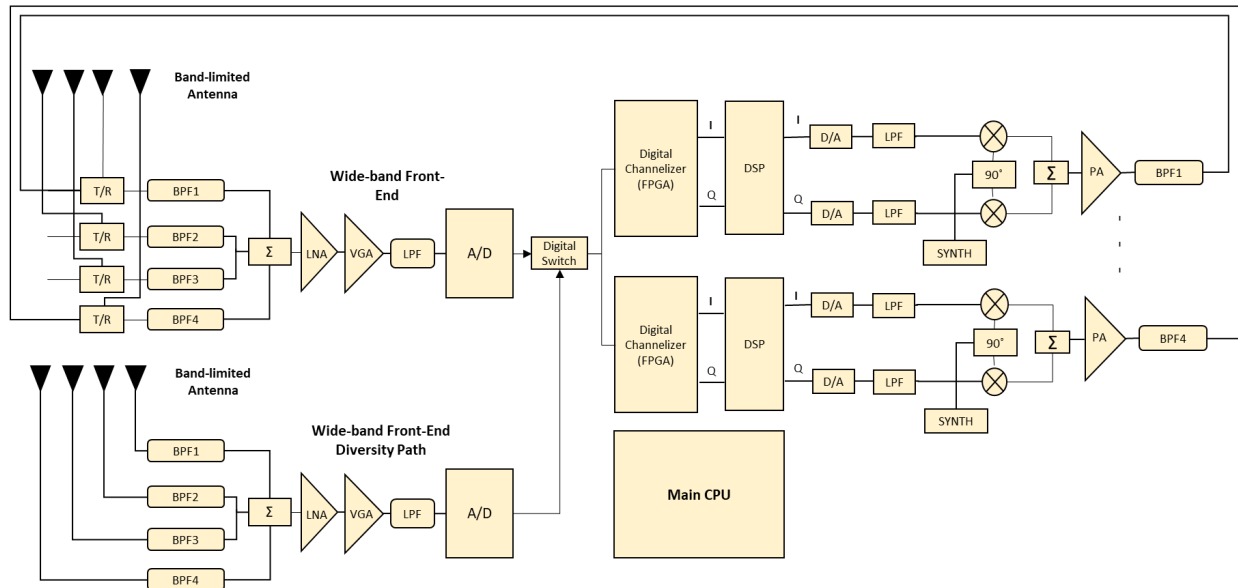 Band-limited
Antenna
T/R
BPF1
T/R
BPF2
T/R
BPF3
T/R
BPF4
Σ
Wide-band Front-
End
LNA
VGA
LPF
A/D
Digital
Switch
Band-limited
Antenna
BPF1
BPF2
BPF3
BPF4
Σ
Wide-band Front-End
Diversity Path
LNA
VGA
LPF
A/D
Digital
Channelizer
(FPGA)
I
Q
DSP
I
Q
D/A
LPF
D/A
LPF
90°
SYNTH
Σ
PA
BPF1
Digital
Channelizer
(FPGA)
I
Q
DSP
I
Q
D/A
LPF
D/A
LPF
90°
SYNTH
Σ
PA
BPF4
Main CPU